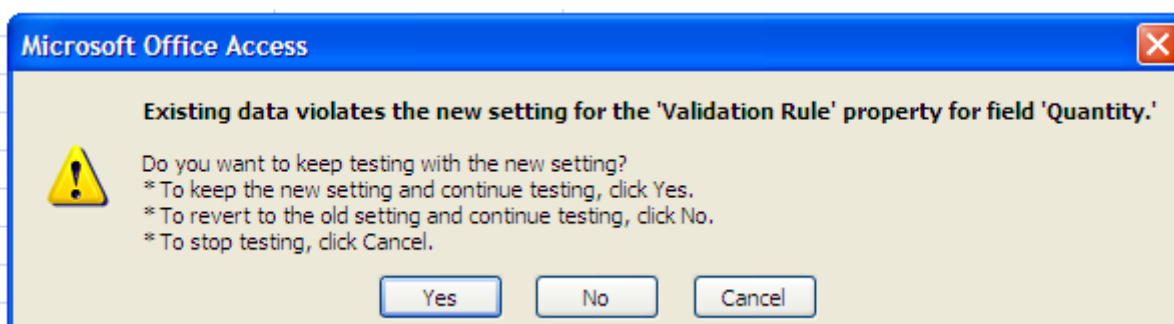 Microsoft Office Access
Existing data violates the new setting for the 'Validation Rule' property for field 'Quantity.'
Do you want to keep testing with the new setting?
* To keep the new setting and continue testing, click Yes.
* To revert to the old setting and continue testing, click No.
* To stop testing, click Cancel.
Yes No Cancel